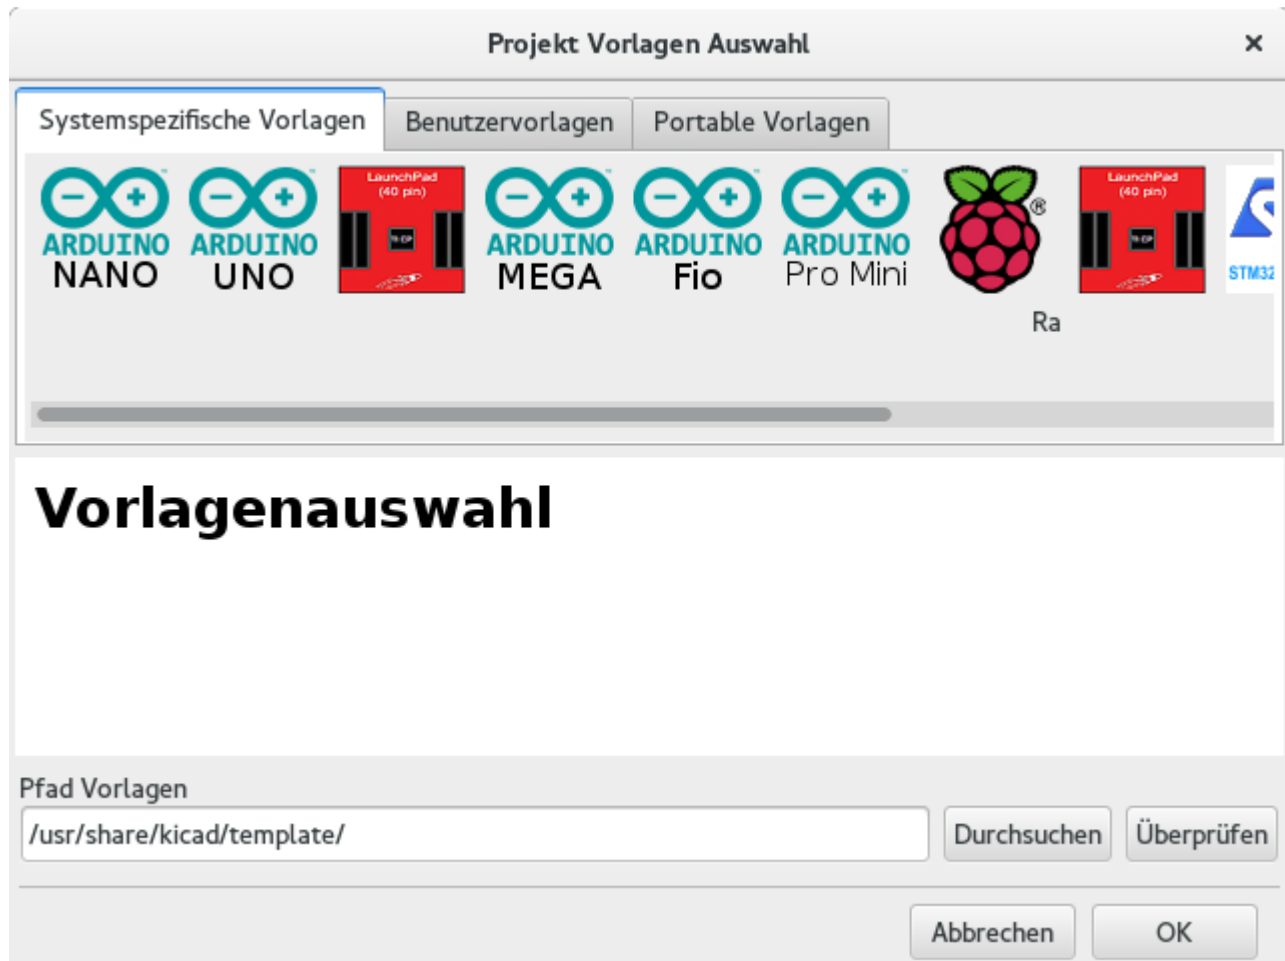 Projekt Vorlagen Auswahl
Systemspezifische Vorlagen
Benutzervorlagen
Portable Vorlagen
ARDUINO
NANO
ARDUINO
UNO
LaunchPad
(40 pin)
ARDUINO
MEGA
ARDUINO
Fio
ARDUINO
Pro Mini
®
Ra
LaunchPad
(40 pin)
STM32
Vorlagenauswahl
Pfad Vorlagen
/usr/share/kicad/template/
Durchsuchen
Überprüfen
Abbrechen
OK